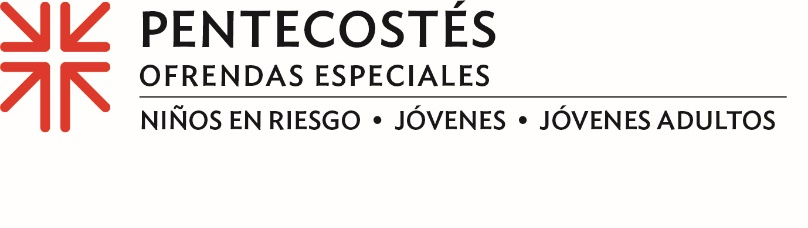 PENTECOSTÉS
OFRENDAS ESPECIALES
NIÑOS EN RIESGO • JÓVENES • JÓVENES ADULTOS